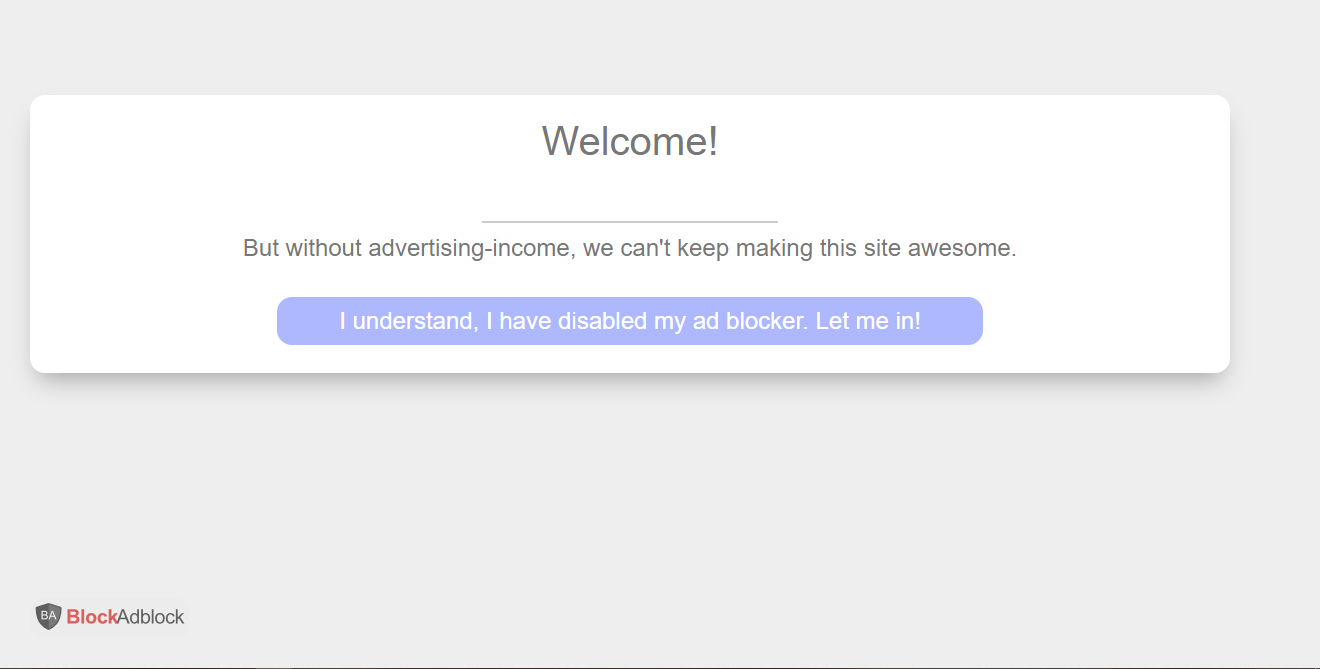 Welcome!
But without advertising-income, we can't keep making this site awesome.
I understand, I have disabled my ad blocker. Let me in!
BA BlockAdblock